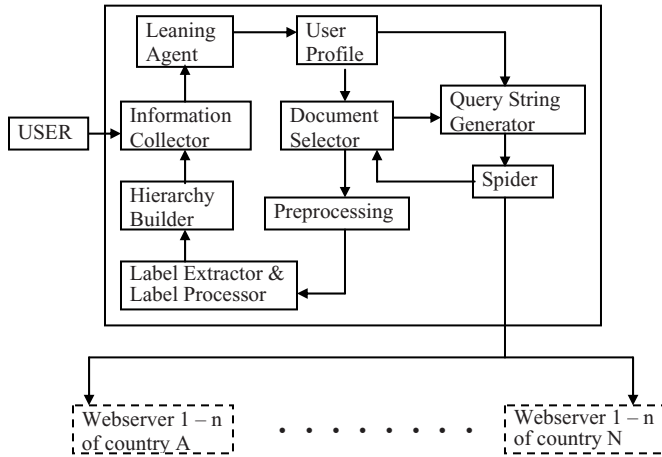 Leaning
Agent
User
Profile
USER
Information
Collector
Document
Selector
Query String
Generator
Hierarchy
Builder
Preprocessing
Spider
Label Extractor &
Label Processor
Webserver 1 – n
of country A
. . . . . . . .
Webserver 1 – n
of country N